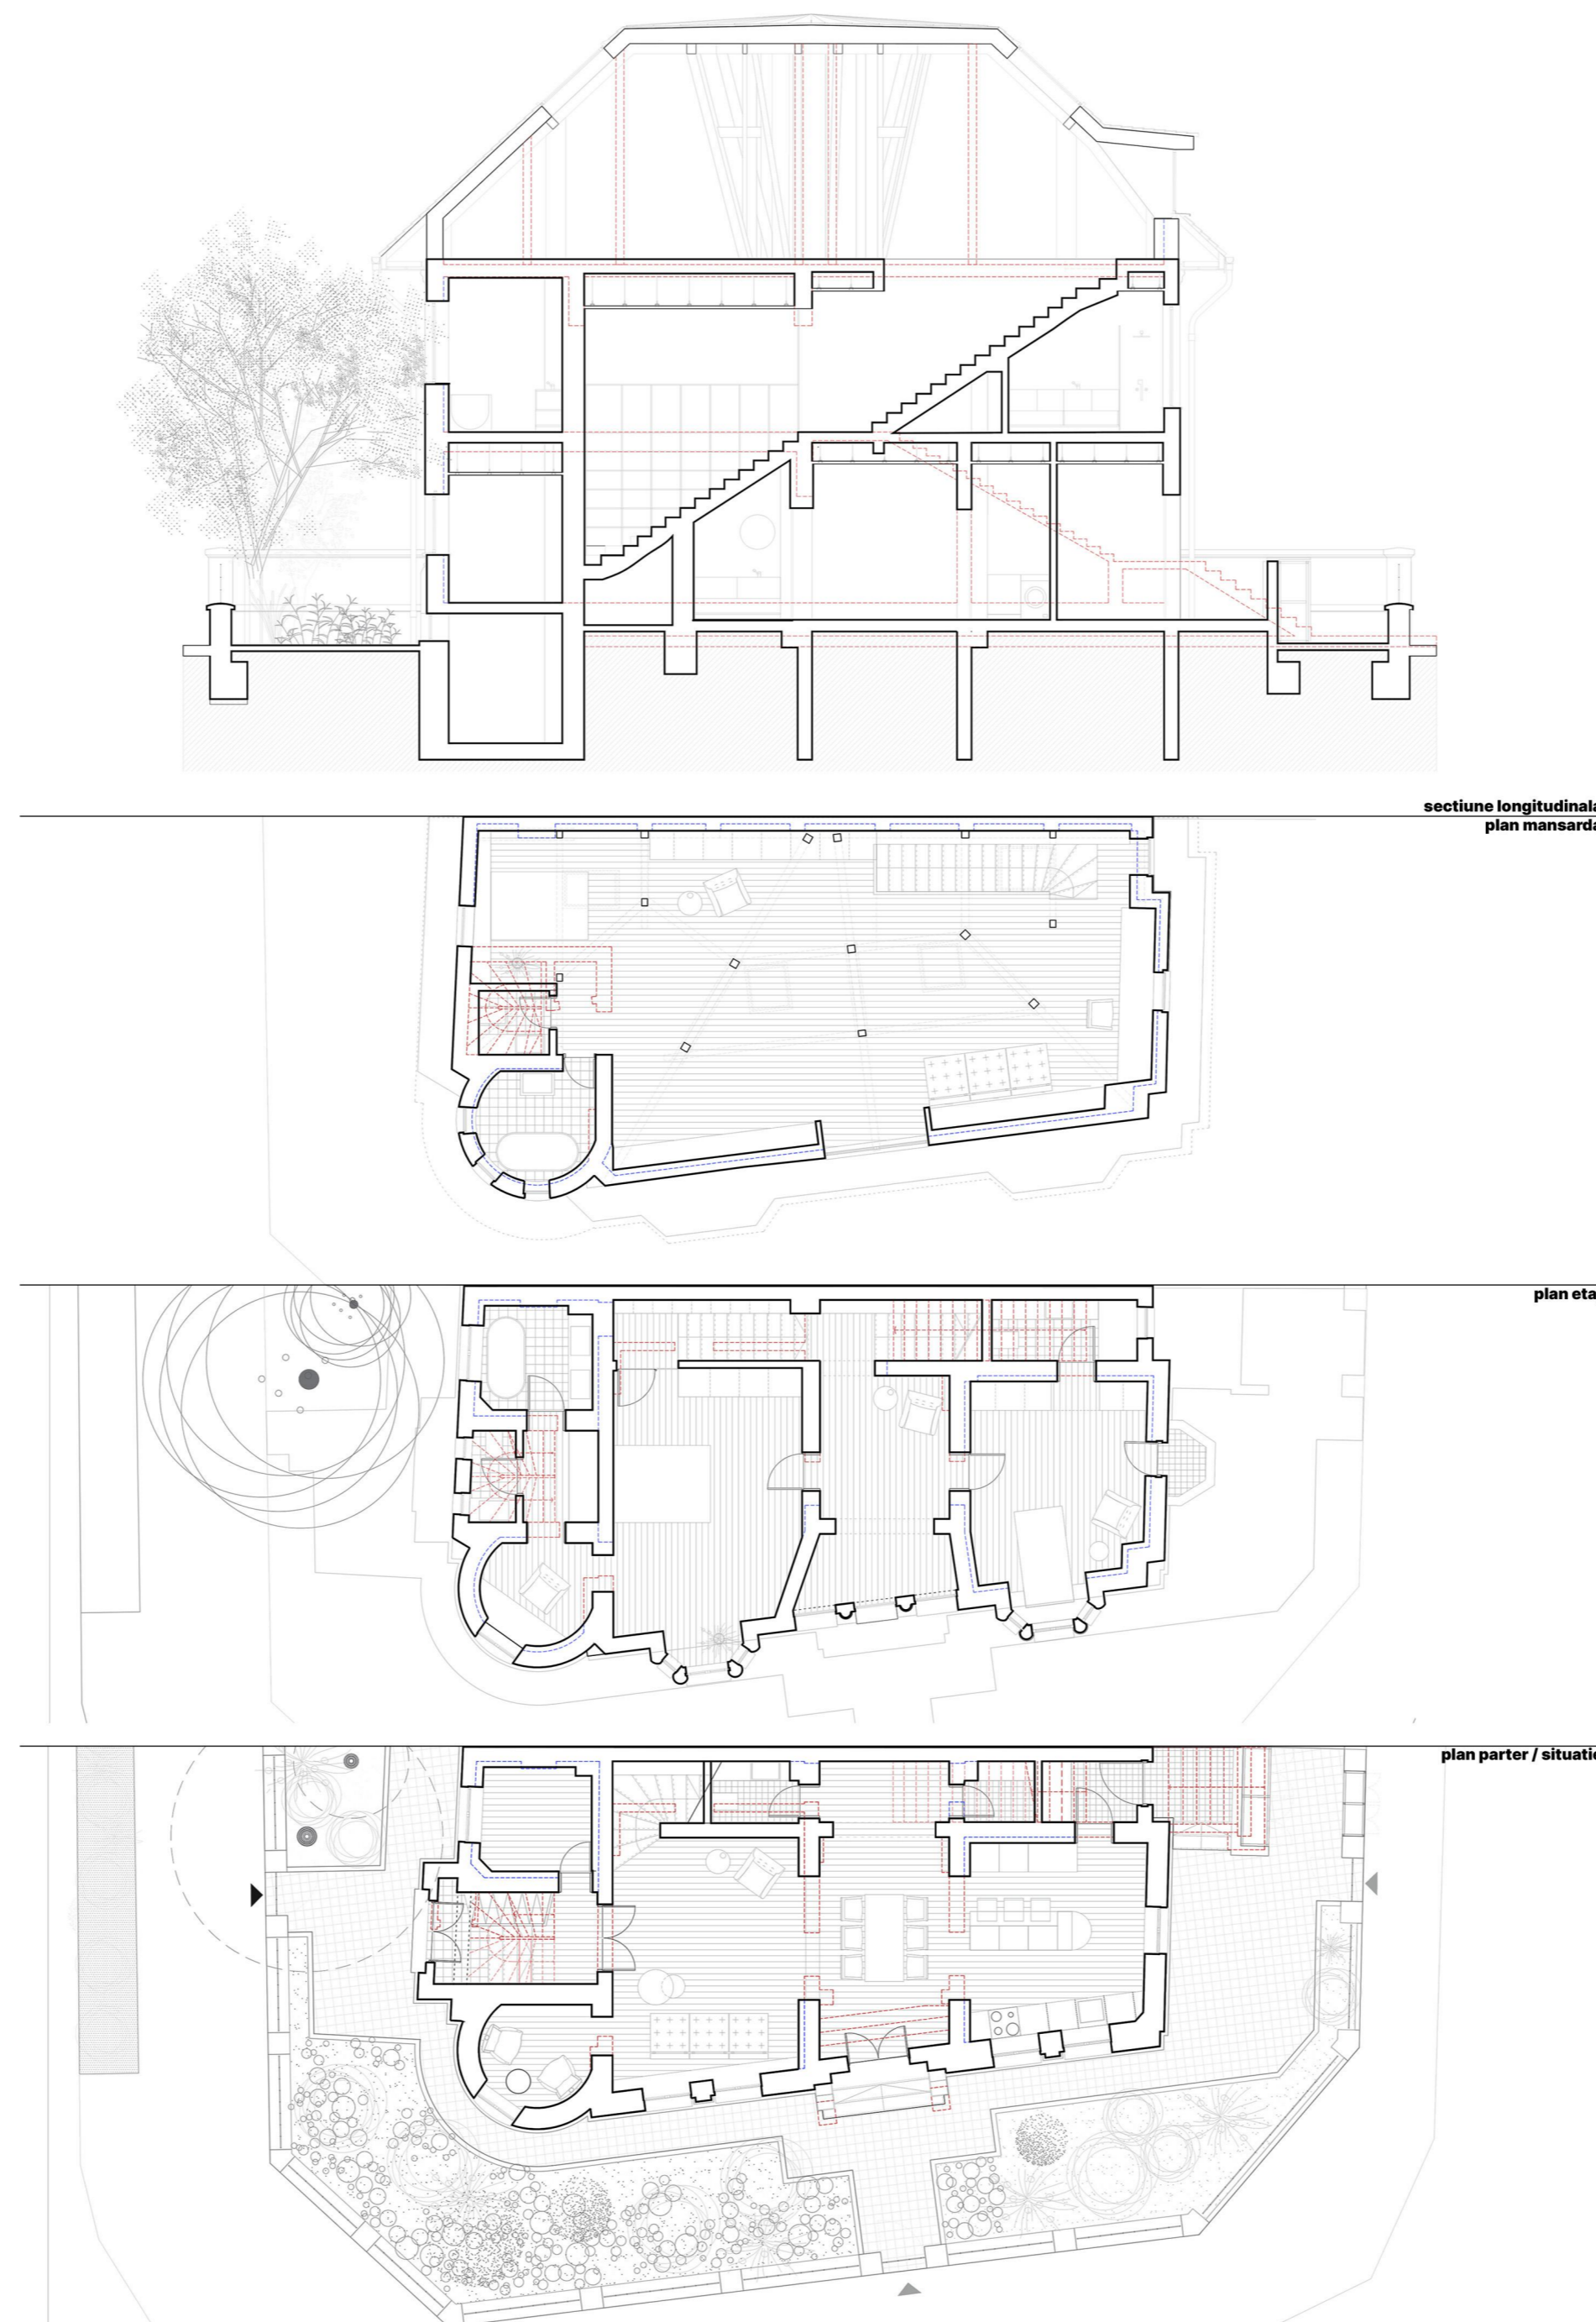 sectiune longitudinala
plan mansarda
plan eta
plan parter / situatie